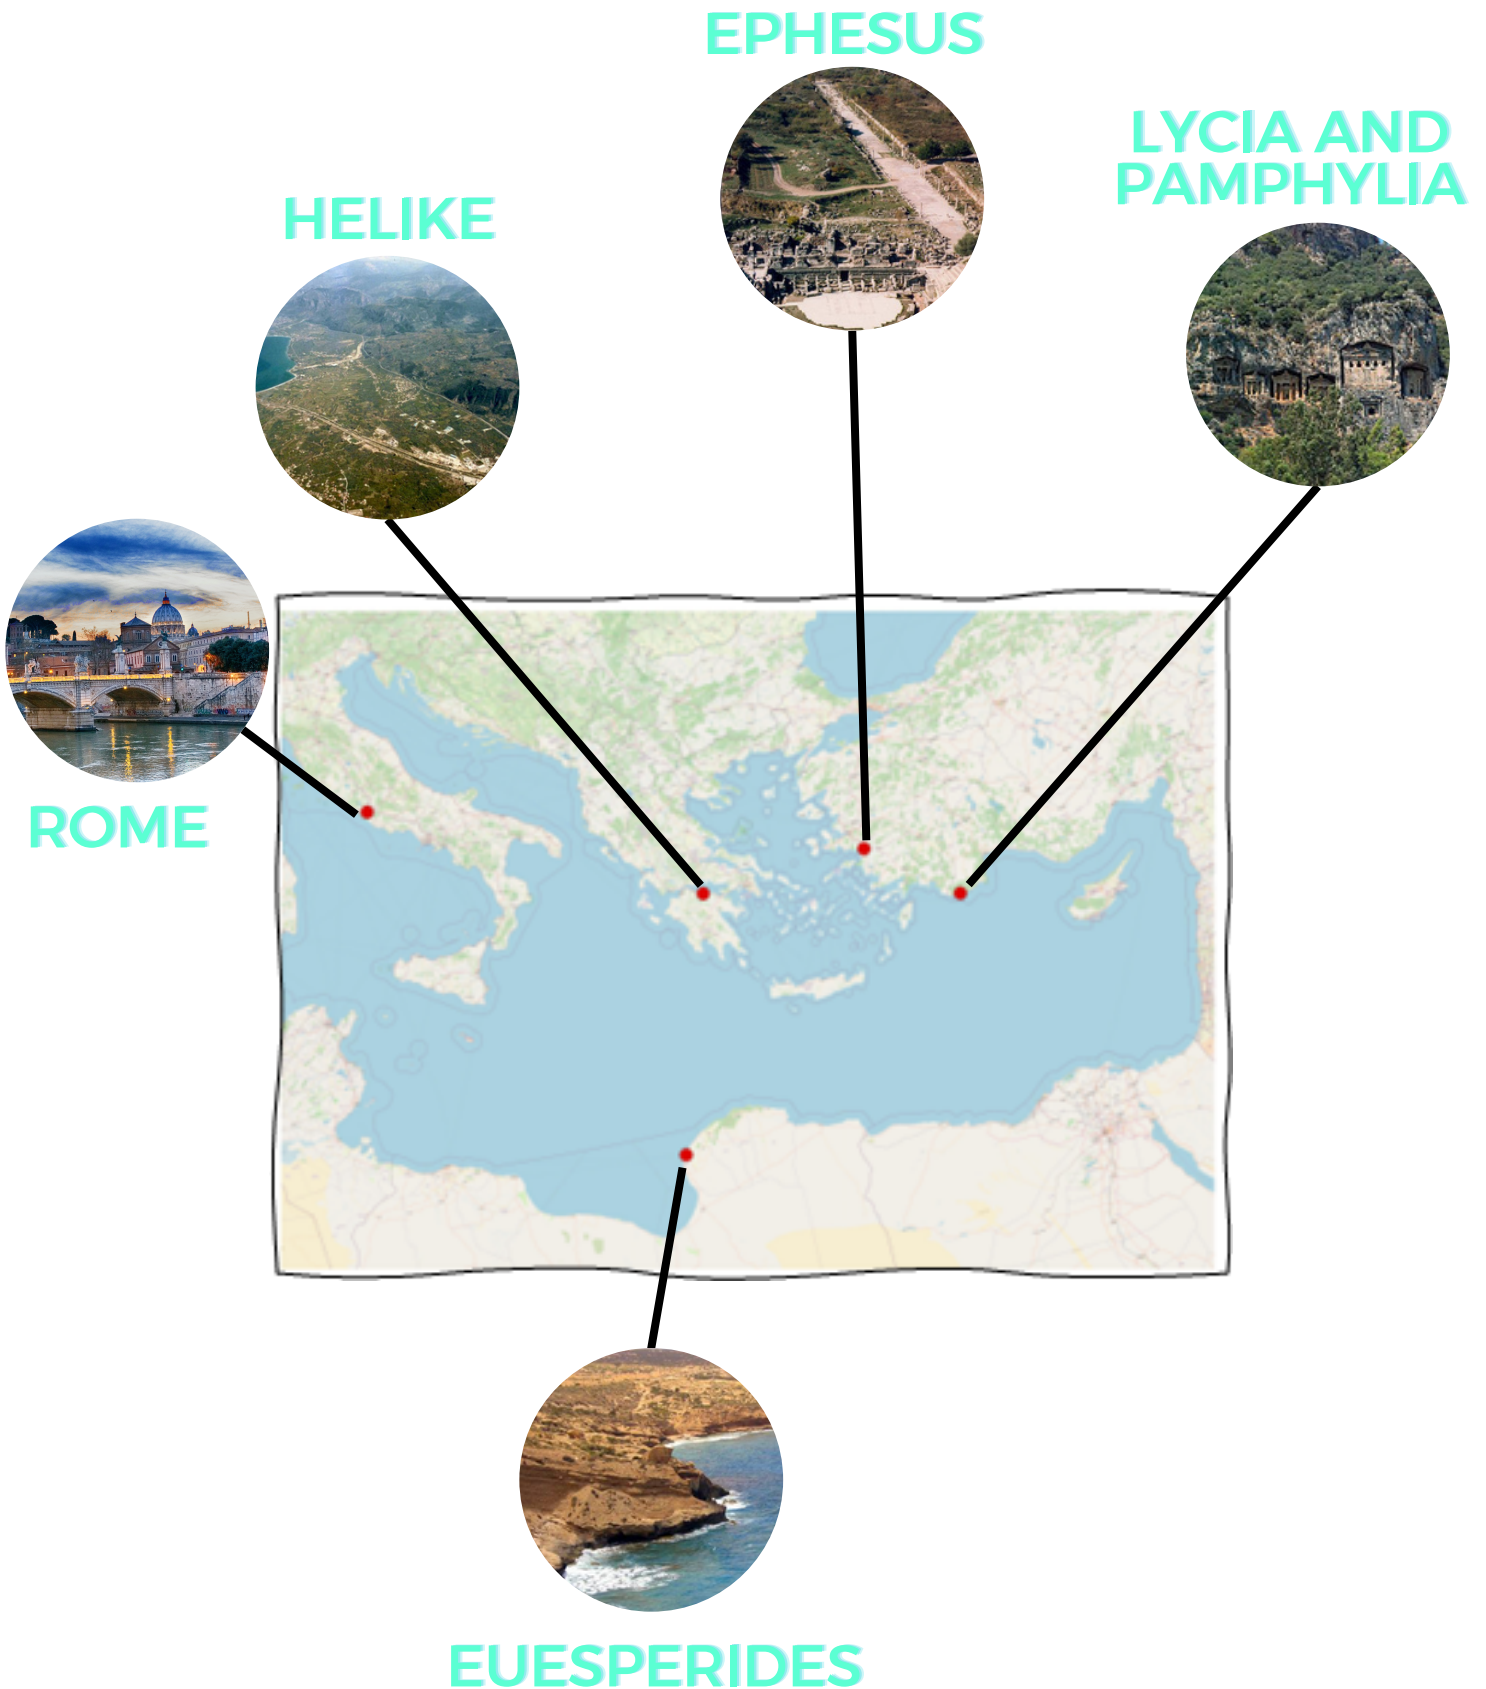 EPHESUS
LYCIA AND
PAMPHYLIA
HELIKE
ROME
EUESPERIDES